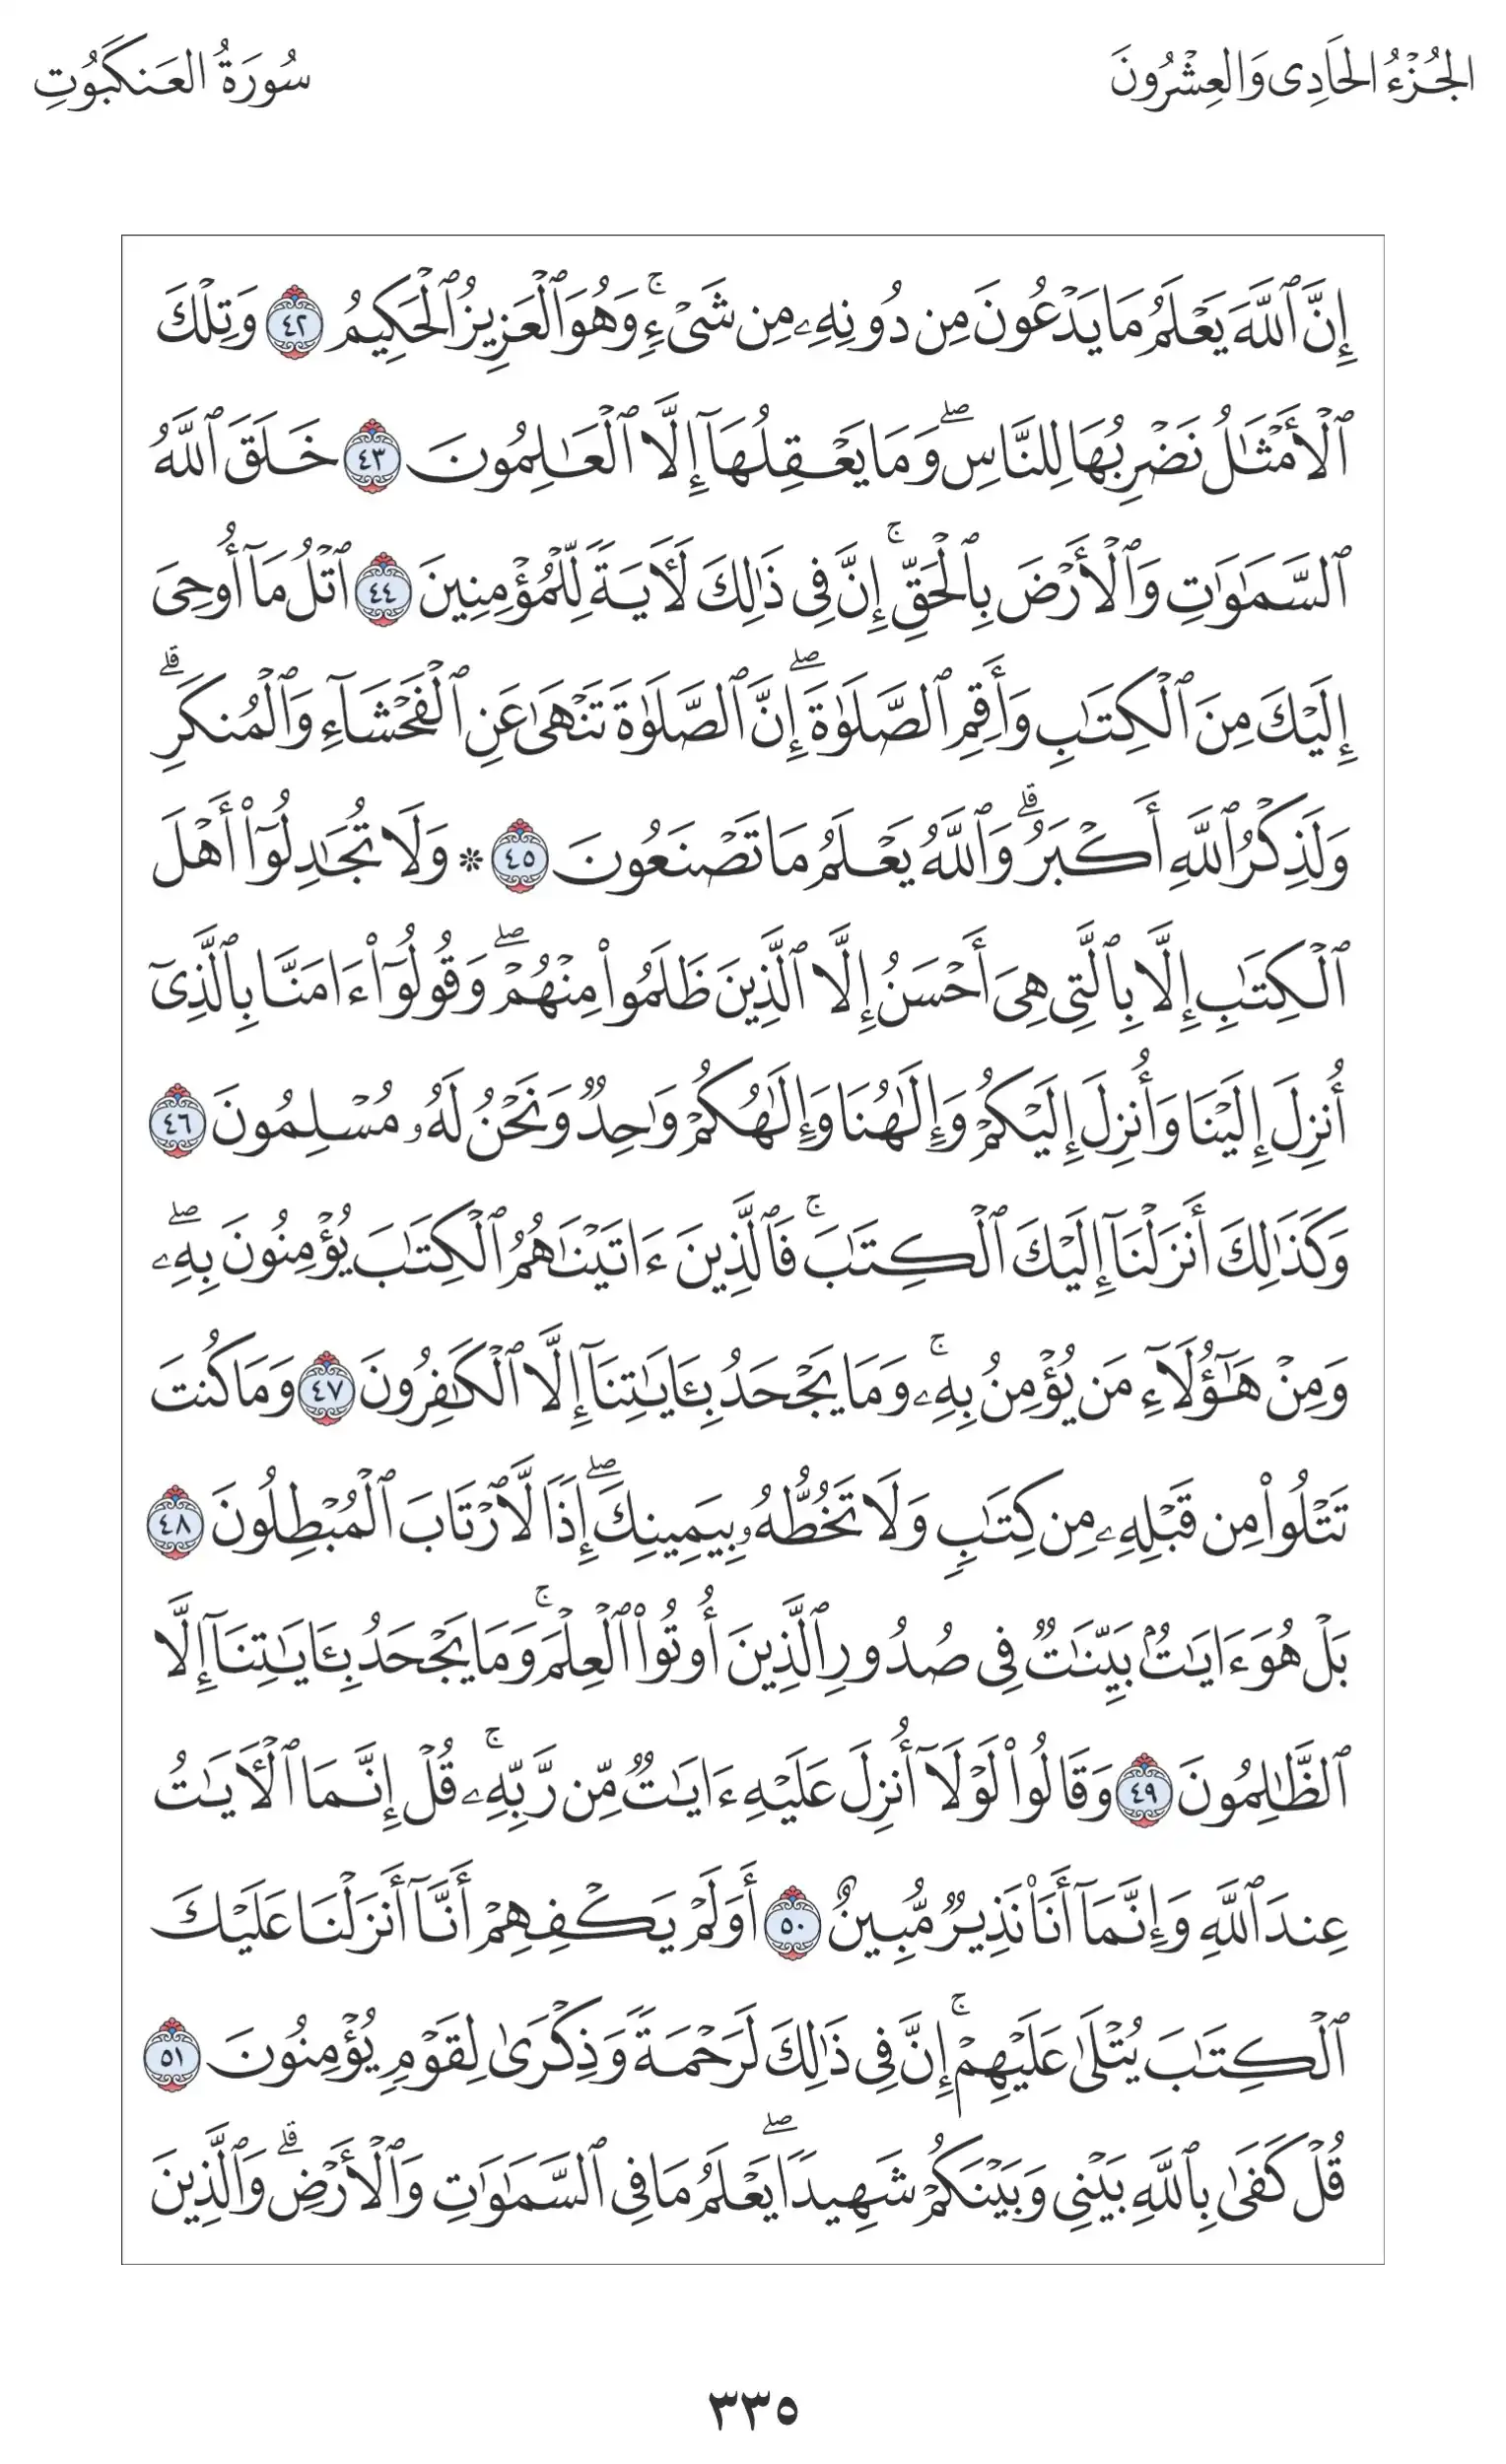 الجُزْءُ الحَادِى وَالعِشْرُونَ
سُورَةُ العَنكَبُوتِ
إِنَّ ٱللَّهَ يَعْلَمُ مَا يَدْعُونَ مِن دُونِهِۦ مِن شَىْءٍۚ وَهُوَ ٱلْعَزِيزُ ٱلْحَكِيمُ ٤٢ وَتِلْكَ
ٱلْأَمْثَٰلُ نَضْرِبُهَا لِلنَّاسِۖ وَمَا يَعْقِلُهَآ إِلَّا ٱلْعَٰلِمُونَ ٤٣ خَلَقَ ٱللَّهُ
ٱلسَّمَٰوَٰتِ وَٱلْأَرْضَ بِٱلْحَقِّۚ إِنَّ فِى ذَٰلِكَ لَءَايَةً لِّلْمُؤْمِنِينَ ٤٤ ٱتْلُ مَآ أُوحِىَ
إِلَيْكَ مِنَ ٱلْكِتَٰبِ وَأَقِمِ ٱلصَّلَوٰةَۖ إِنَّ ٱلصَّلَوٰةَ تَنْهَىٰ عَنِ ٱلْفَحْشَآءِ وَٱلْمُنكَرِۗ
وَلَذِكْرُ ٱللَّهِ أَكْبَرُۗ وَٱللَّهُ يَعْلَمُ مَا تَصْنَعُونَ ٤٥ * وَلَا تُجَٰدِلُوٓا۟ أَهْلَ
ٱلْكِتَٰبِ إِلَّا بِٱلَّتِى هِىَ أَحْسَنُ إِلَّا ٱلَّذِينَ ظَلَمُوا۟ مِنْهُمْۖ وَقُولُوٓا۟ ءَامَنَّا بِٱلَّذِىٓ
أُنزِلَ إِلَيْنَا وَأُنزِلَ إِلَيْكُمْ وَإِلَٰهُنَا وَإِلَٰهُكُمْ وَٰحِدٌ وَنَحْنُ لَهُۥ مُسْلِمُونَ ٤٦
وَكَذَٰلِكَ أَنزَلْنَآ إِلَيْكَ ٱلْكِتَٰبَۚ فَٱلَّذِينَ ءَاتَيْنَٰهُمُ ٱلْكِتَٰبَ يُؤْمِنُونَ بِهِۦۖ
وَمِنْ هَٰٓؤُلَآءِ مَن يُؤْمِنُ بِهِۦۚ وَمَا يَجْحَدُ بِـَٔايَٰتِنَآ إِلَّا ٱلْكَٰفِرُونَ ٤٧ وَمَا كُنتَ
تَتْلُوا۟ مِن قَبْلِهِۦ مِن كِتَٰبٍ وَلَا تَخُطُّهُۥ بِيَمِينِكَۖ إِذًا لَّٱرْتَابَ ٱلْمُبْطِلُونَ ٤٨
بَلْ هُوَ ءَايَٰتٌۢ بَيِّنَٰتٌ فِى صُدُورِ ٱلَّذِينَ أُوتُوا۟ ٱلْعِلْمَۚ وَمَا يَجْحَدُ بِـَٔايَٰتِنَآ إِلَّا
ٱلظَّٰلِمُونَ ٤٩ وَقَالُوا۟ لَوْلَآ أُنزِلَ عَلَيْهِ ءَايَٰتٌ مِّن رَّبِّهِۦۚ قُلْ إِنَّمَا ٱلْءَايَٰتُ
عِندَ ٱللَّهِ وَإِنَّمَآ أَنَا۠ نَذِيرٌ مُّبِينٌ ٥٠ أَوَلَمْ يَكْفِهِمْ أَنَّآ أَنزَلْنَا عَلَيْكَ
ٱلْكِتَٰبَ يُتْلَىٰ عَلَيْهِمْۚ إِنَّ فِى ذَٰلِكَ لَرَحْمَةً وَذِكْرَىٰ لِقَوْمٍ يُؤْمِنُونَ ٥١
قُلْ كَفَىٰ بِٱللَّهِ بَيْنِى وَبَيْنَكُمْ شَهِيدًاۖ يَعْلَمُ مَا فِى ٱلسَّمَٰوَٰتِ وَٱلْأَرْضِۗ وَٱلَّذِينَ
٣٣٥